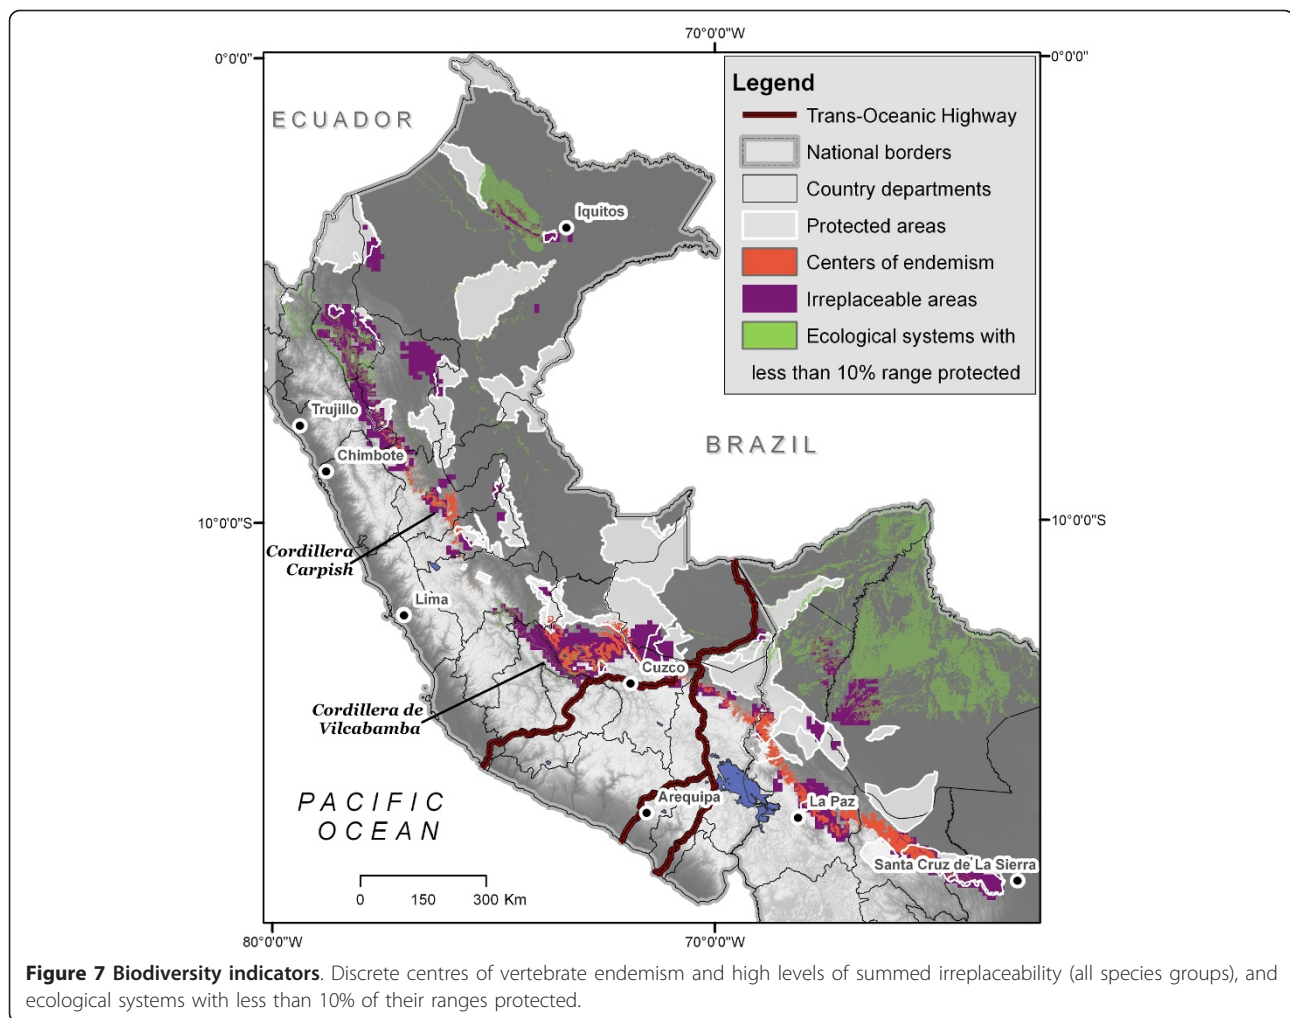 70°0'0"W
0°0'0"
0°0'0"
ECUADOR
Legend
Trans-Oceanic Highway
National borders
Country departments
Protected areas
Centers of endemism
Irreplaceable areas
Ecological systems with
less than 10% range protected
Iquitos
Trujillo
Chimbote
BRAZIL
10°0'0"S
10°0'0"S
Cordillera
Carpish
Lima
Cuzco
Cordillera de
Vilcabamba
PACIFIC
OCEAN
Arequipa
La Paz
Santa Cruz de La Sierra
0 150 300 Km
80°0'0"W
70°0'0"W
Figure 7 Biodiversity indicators. Discrete centres of vertebrate endemism and high levels of summed irreplaceability (all species groups), and
ecological systems with less than 10% of their ranges protected.